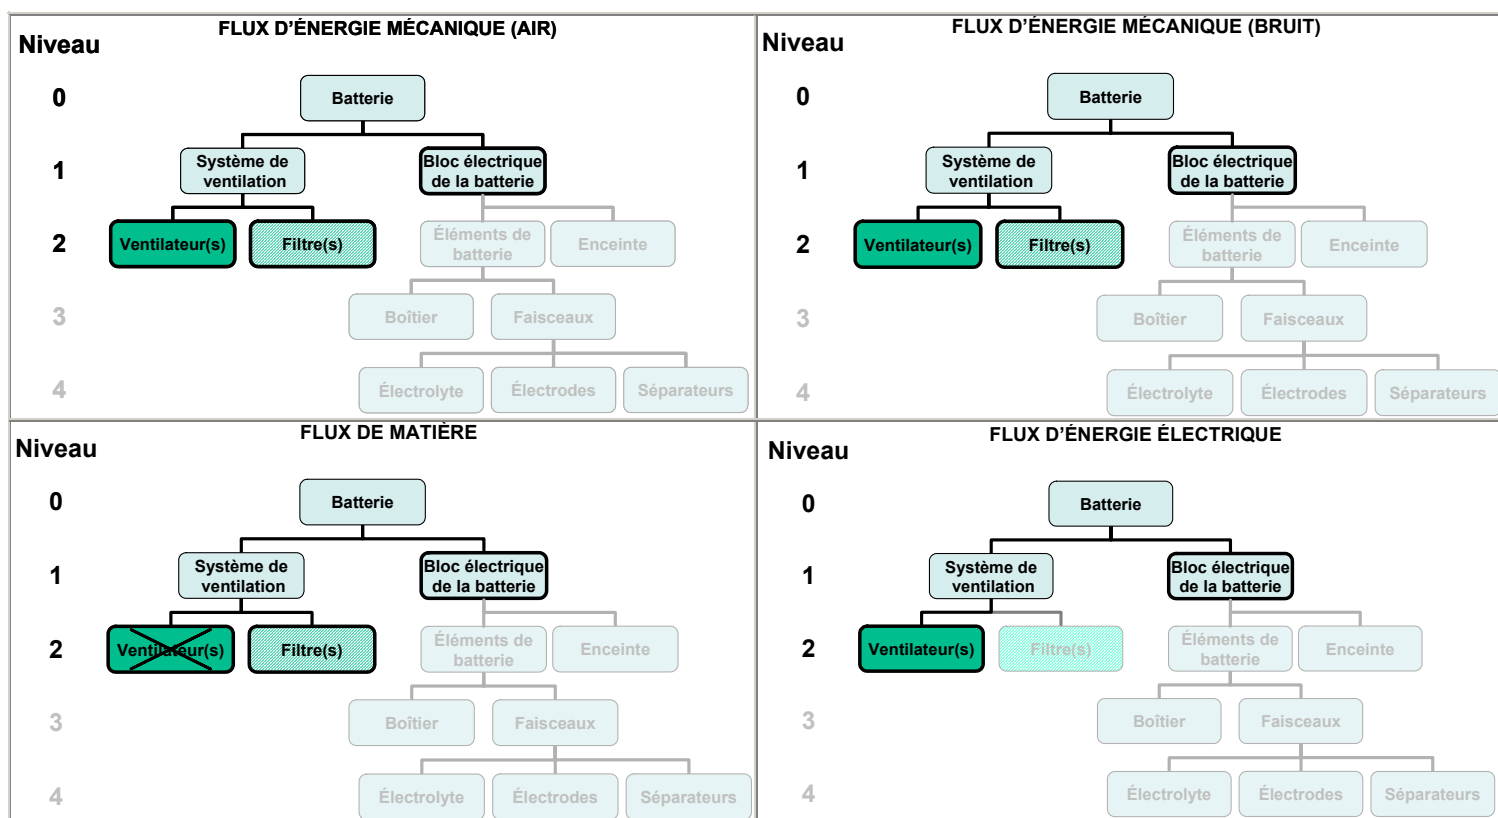 FLUX D’ÉNERGIE MÉCANIQUE (AIR)
Niveau
0
Batterie
1
Système de
ventilation
Bloc électrique
de la batterie
2
Ventilateur(s)
Filtre(s)
Éléments de
batterie
Enceinte
3
Boîtier
Faisceaux
4
Électrolyte
Électrodes
Séparateurs
FLUX D’ÉNERGIE MÉCANIQUE (BRUIT)
Niveau
0
Batterie
1
Système de
ventilation
Bloc électrique
de la batterie
2
Ventilateur(s)
Filtre(s)
Éléments de
batterie
Enceinte
3
Boîtier
Faisceaux
4
Électrolyte
Électrodes
Séparateurs
FLUX DE MATIÈRE
Niveau
0
Batterie
1
Système de
ventilation
Bloc électrique
de la batterie
2
Ventilateur(s)
Filtre(s)
Éléments de
batterie
Enceinte
3
Boîtier
Faisceaux
4
Électrolyte
Électrodes
Séparateurs
FLUX D’ÉNERGIE ÉLECTRIQUE
Niveau
0
Batterie
1
Système de
ventilation
Bloc électrique
de la batterie
2
Ventilateur(s)
Filtre(s)
Éléments de
batterie
Enceinte
3
Boîtier
Faisceaux
4
Électrolyte
Électrodes
Séparateurs